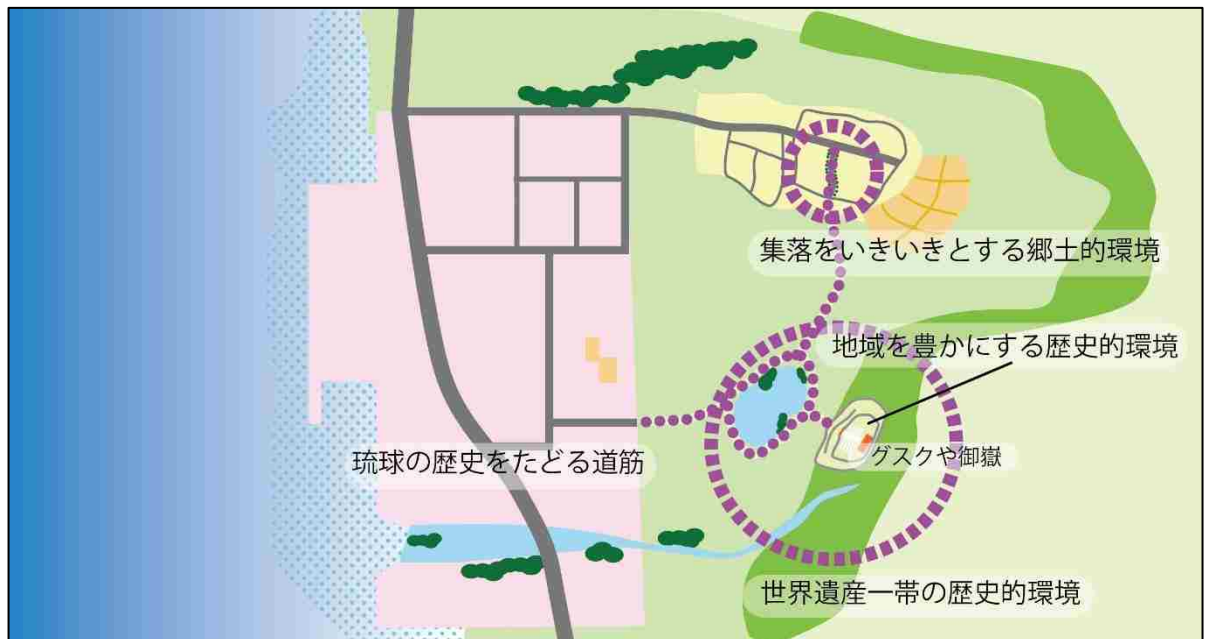 集落をいきいきとする郷土的環境
地域を豊かにする歴史的環境
グスクや御嶽
琉球の歴史をたどる道筋
世界遺産一帯の歴史的環境